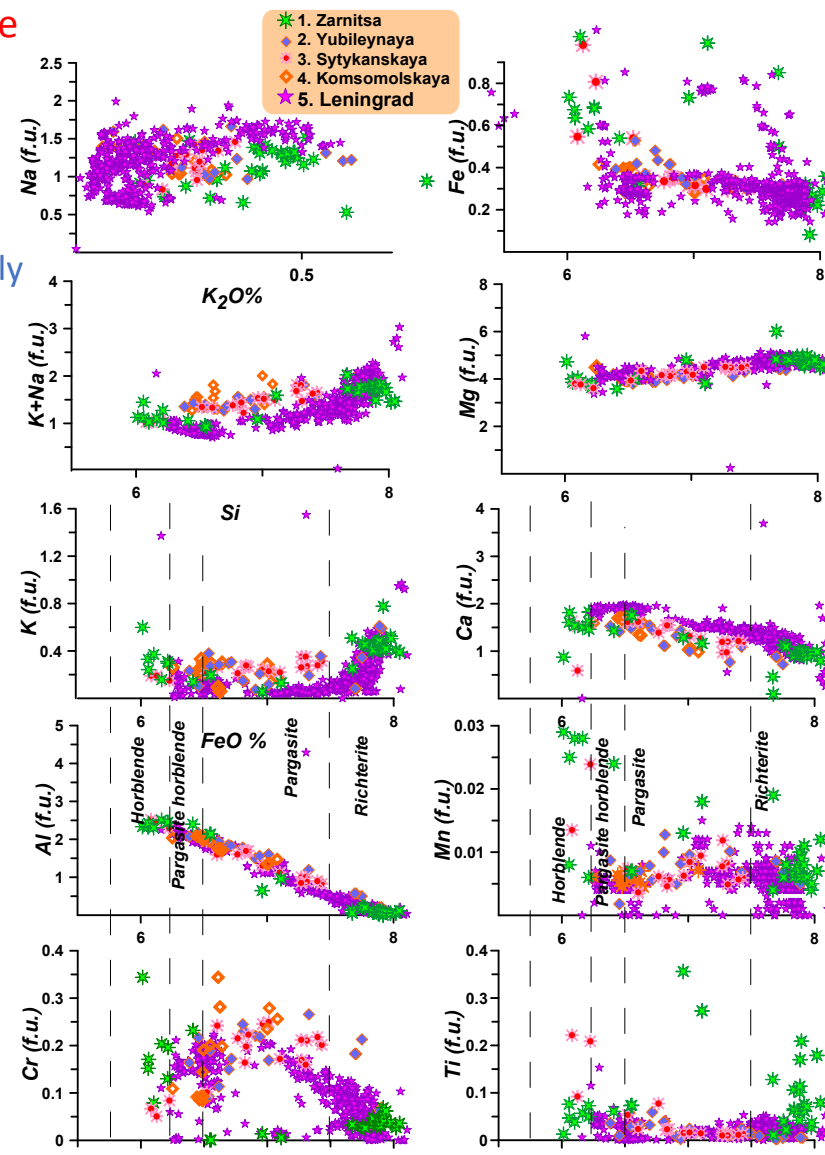 e
ly
1. Zarnitsa
2. Yubileynaya
3. Sytykanskaya
4. Komsomolskaya
5. Leningrad
Na (f.u.)
2.5
2
1.5
1
0.5
0.5
K2O%
Fe (f.u.)
0.8
0.6
0.4
0.2
6
8
K+Na (f.u.)
4
3
2
1
6
8
Si
Mg (f.u.)
8
6
4
2
6
8
K (f.u.)
1.6
1.2
0.8
0.4
6
8
FeO %
Ca (f.u.)
4
3
2
1
6
8
Al (f.u.)
5
4
3
2
1
6
8
Horblende
Pargasite horblende
Pargasite
Richterite
Mn (f.u.)
0.03
0.02
0.01
6
8
Horblende
Pargasite horblende
Pargasite
Richterite
Cr (f.u.)
0.4
0.3
0.2
0.1
0
Ti (f.u.)
0.4
0.3
0.2
0.1
0